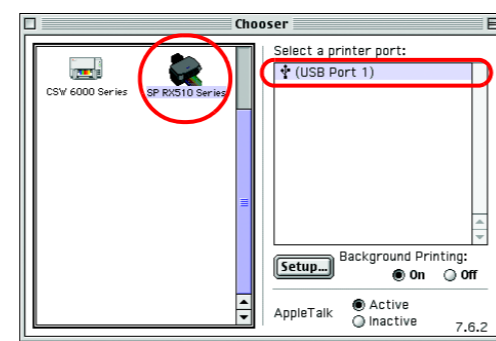 Chooser
CSW 6000 Series
SP RX510 Series
Select a printer port:
(USB Port 1)
Setup...
Background Printing:
On Off
AppleTalk
Active
Inactive
7.6.2